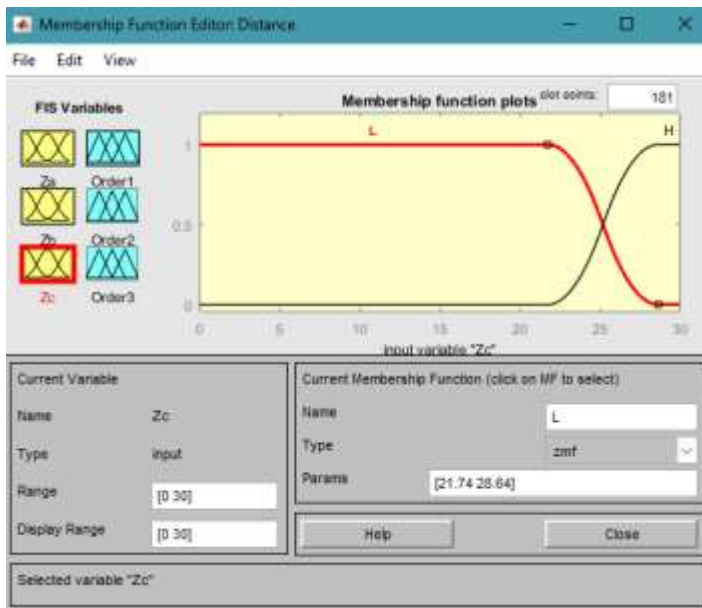 Membership Function Editor: Distance
File Edit View
FIS Variables
Membership function plots
plot points:
181
L
H
Za
Order1
Zb
Order2
Zc
Order3
1
0.5
0
0 5 10 15 20 25 30
input variable "Zc"
Current Variable
Name Zc
Type input
Range [0 30]
Display Range [0 30]
Current Membership Function (click on MF to select)
Name L
Type zmf
Params [21.74 28.64]
Help Close
Selected variable "Zc"